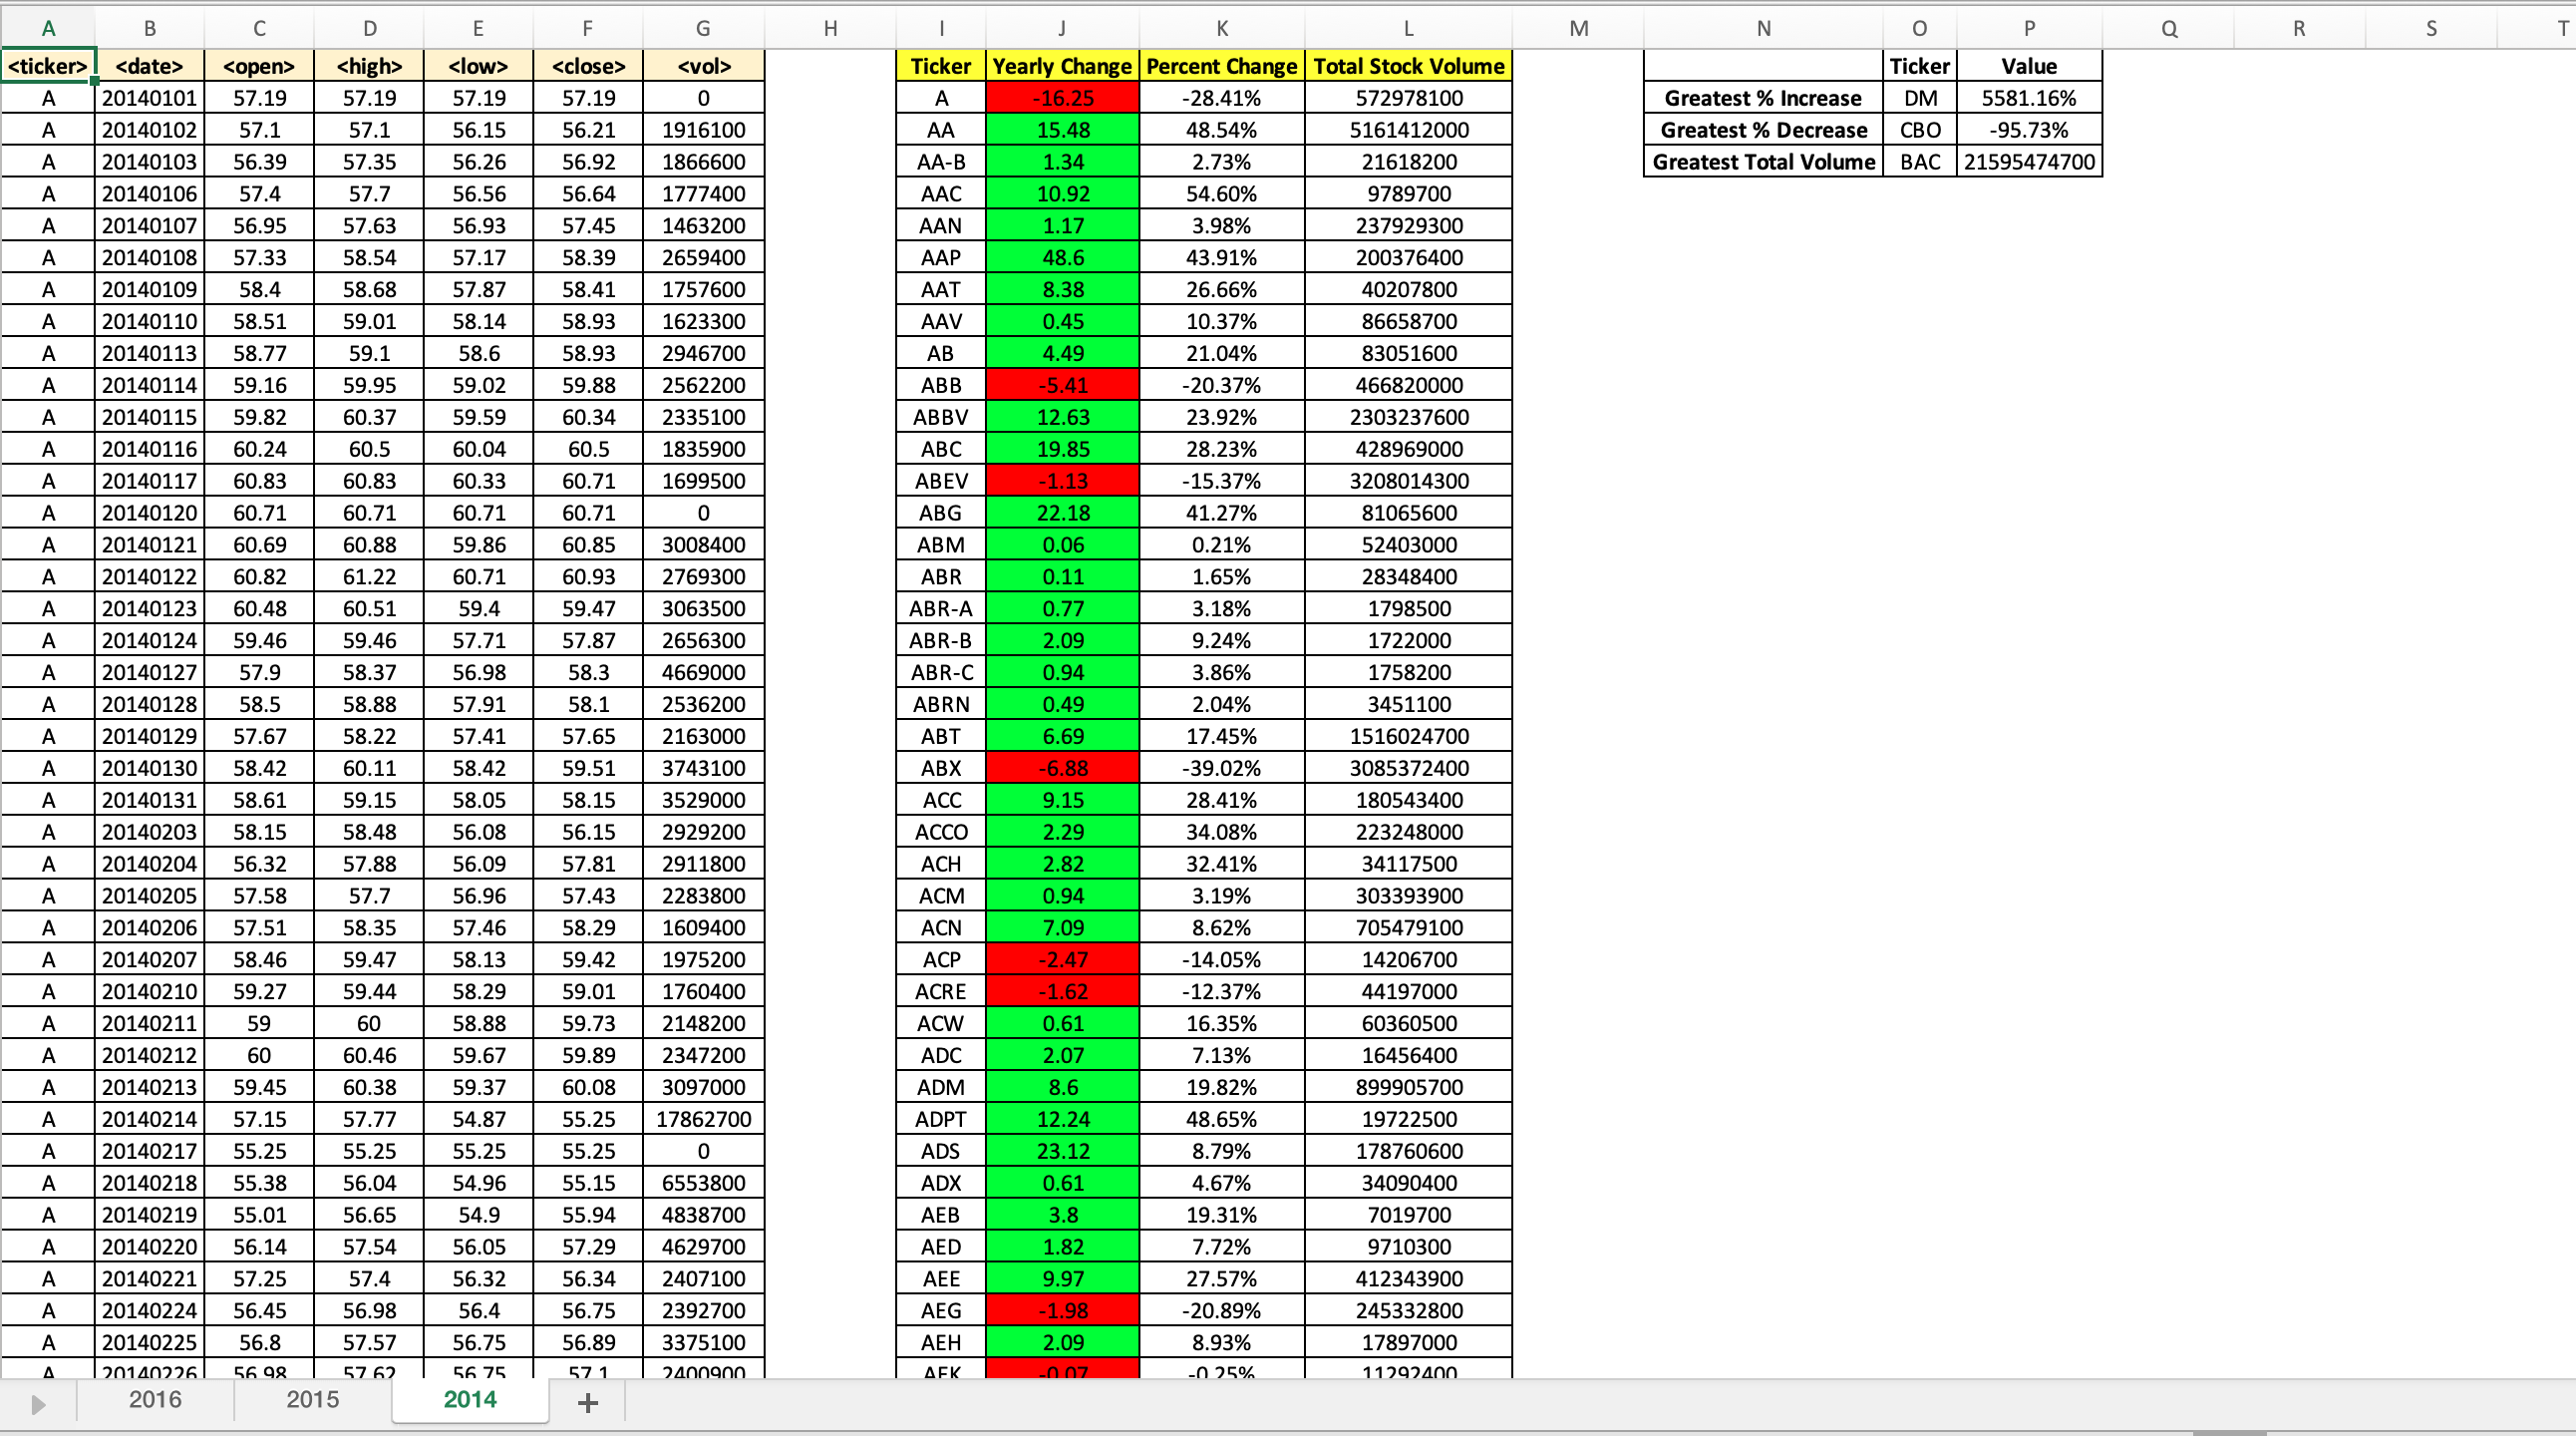 A B C D E F G H I J K L M N O P Q R S T
<ticker> <date> <open> <high> <low> <close> <vol> Ticker Yearly Change Percent Change Total Stock Volume Ticker Value
A 20140101 57.19 57.19 57.19 57.19 0 A -16.25 -28.41% 572978100 Greatest % Increase DM 5581.16%
A 20140102 57.1 57.1 56.15 56.21 1916100 AA 15.48 48.54% 5161412000 Greatest % Decrease CBO -95.73%
A 20140103 56.39 57.35 56.26 56.92 1866600 AA-B 1.34 2.73% 21618200 Greatest Total Volume BAC 21595474700
A 20140106 57.4 57.7 56.56 56.64 1777400 AAC 10.92 54.60% 9789700
A 20140107 56.95 57.63 56.93 57.45 1463200 AAN 1.17 3.98% 237929300
A 20140108 57.33 58.54 57.17 58.39 2659400 AAP 48.6 43.91% 200376400
A 20140109 58.4 58.68 57.87 58.41 1757600 AAT 8.38 26.66% 40207800
A 20140110 58.51 59.01 58.14 58.93 1623300 AAV 0.45 10.37% 86658700
A 20140113 58.77 59.1 58.6 58.93 2946700 AB 4.49 21.04% 83051600
A 20140114 59.16 59.95 59.02 59.88 2562200 ABB -5.41 -20.37% 466820000
A 20140115 59.82 60.37 59.59 60.34 2335100 ABBV 12.63 23.92% 2303237600
A 20140116 60.24 60.5 60.04 60.5 1835900 ABC 19.85 28.23% 428969000
A 20140117 60.83 60.83 60.33 60.71 1699500 ABEV -1.13 -15.37% 3208014300
A 20140120 60.71 60.71 60.71 60.71 0 ABG 22.18 41.27% 81065600
A 20140121 60.69 60.88 59.86 60.85 3008400 ABM 0.06 0.21% 52403000
A 20140122 60.82 61.22 60.71 60.93 2769300 ABR 0.11 1.65% 28348400
A 20140123 60.48 60.51 59.4 59.47 3063500 ABR-A 0.77 3.18% 1798500
A 20140124 59.46 59.46 57.71 57.87 2656300 ABR-B 2.09 9.24% 1722000
A 20140127 57.9 58.37 56.98 58.3 4669000 ABR-C 0.94 3.86% 1758200
A 20140128 58.5 58.88 57.91 58.1 2536200 ABRN 0.49 2.04% 3451100
A 20140129 57.67 58.22 57.41 57.65 2163000 ABT 6.69 17.45% 1516024700
A 20140130 58.42 60.11 58.42 59.51 3743100 ABX -6.88 -39.02% 3085372400
A 20140131 58.61 59.15 58.05 58.15 3529000 ACC 9.15 28.41% 180543400
A 20140203 58.15 58.48 56.08 56.15 2929200 ACCO 2.29 34.08% 223248000
A 20140204 56.32 57.88 56.09 57.81 2911800 ACH 2.82 32.41% 34117500
A 20140205 57.58 57.7 56.96 57.43 2283800 ACM 0.94 3.19% 303393900
A 20140206 57.51 58.35 57.46 58.29 1609400 ACN 7.09 8.62% 705479100
A 20140207 58.46 59.47 58.13 59.42 1975200 ACP -2.47 -14.05% 14206700
A 20140210 59.27 59.44 58.29 59.01 1760400 ACRE -1.62 -12.37% 44197000
A 20140211 59 60 58.88 59.73 2148200 ACW 0.61 16.35% 60360500
A 20140212 60 60.46 59.67 59.89 2347200 ADC 2.07 7.13% 16456400
A 20140213 59.45 60.38 59.37 60.08 3097000 ADM 8.6 19.82% 899905700
A 20140214 57.15 57.77 54.87 55.25 17862700 ADPT 12.24 48.65% 19722500
A 20140217 55.25 55.25 55.25 55.25 0 ADS 23.12 8.79% 178760600
A 20140218 55.38 56.04 54.96 55.15 6553800 ADX 0.61 4.67% 34090400
A 20140219 55.01 56.65 54.9 55.94 4838700 AEB 3.8 19.31% 7019700
A 20140220 56.14 57.54 56.05 57.29 4629700 AED 1.82 7.72% 9710300
A 20140221 57.25 57.4 56.32 56.34 2407100 AEE 9.97 27.57% 412343900
A 20140224 56.45 56.98 56.4 56.75 2392700 AEG -1.98 -20.89% 245332800
A 20140225 56.8 57.57 56.75 56.89 3375100 AEH 2.09 8.93% 17897000
A 20140226 56.98 57.62 56.75 57.1 2400900 AEK -0.07 -0.25% 11292400
2016 2015 2014 +